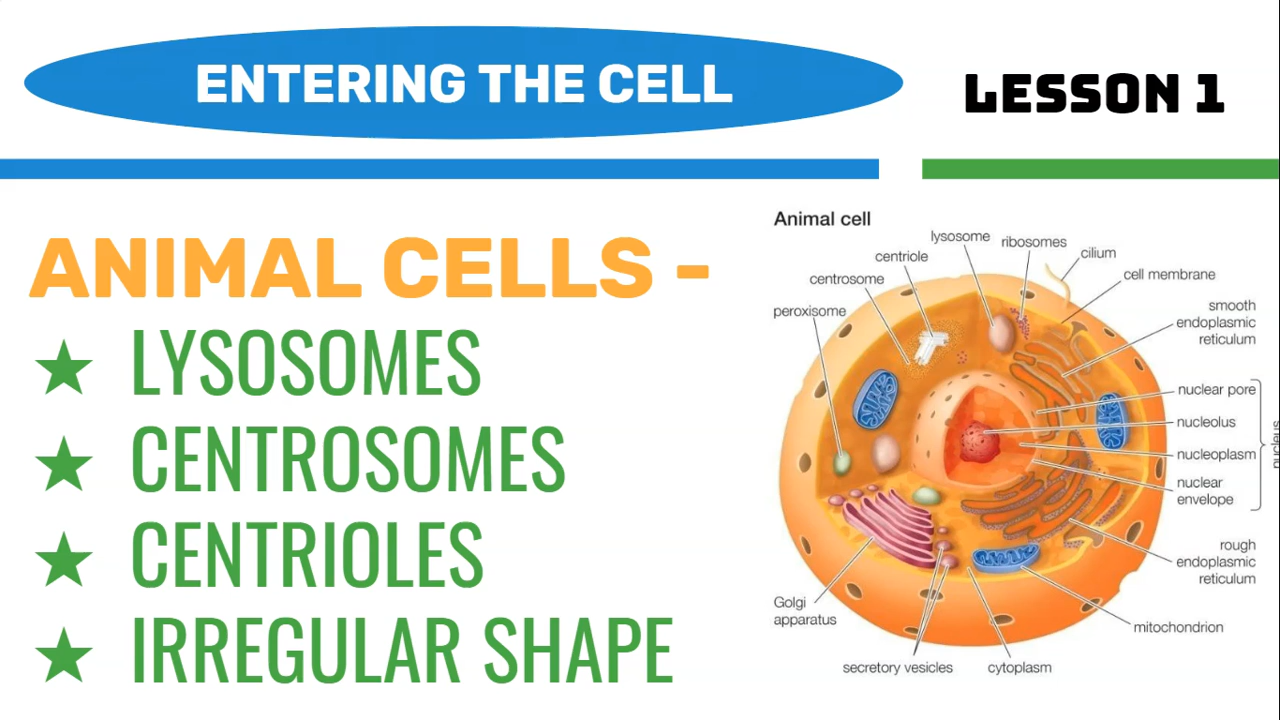 ENTERING THE CELL
LESSON 1
ANIMAL CELLS -
★ LYSOSOMES
★ CENTROSOMES
★ CENTRIOLES
★ IRREGULAR SHAPE
Animal cell
lysosome
ribosomes
centriole
cilium
centrosome
cell membrane
peroxisome
smooth
endoplasmic
reticulum
nuclear pore
nucleolus
nucleoplasm
nuclear
envelope
rough
endoplasmic
reticulum
Golgi
apparatus
mitochondrion
secretory vesicles
cytoplasm